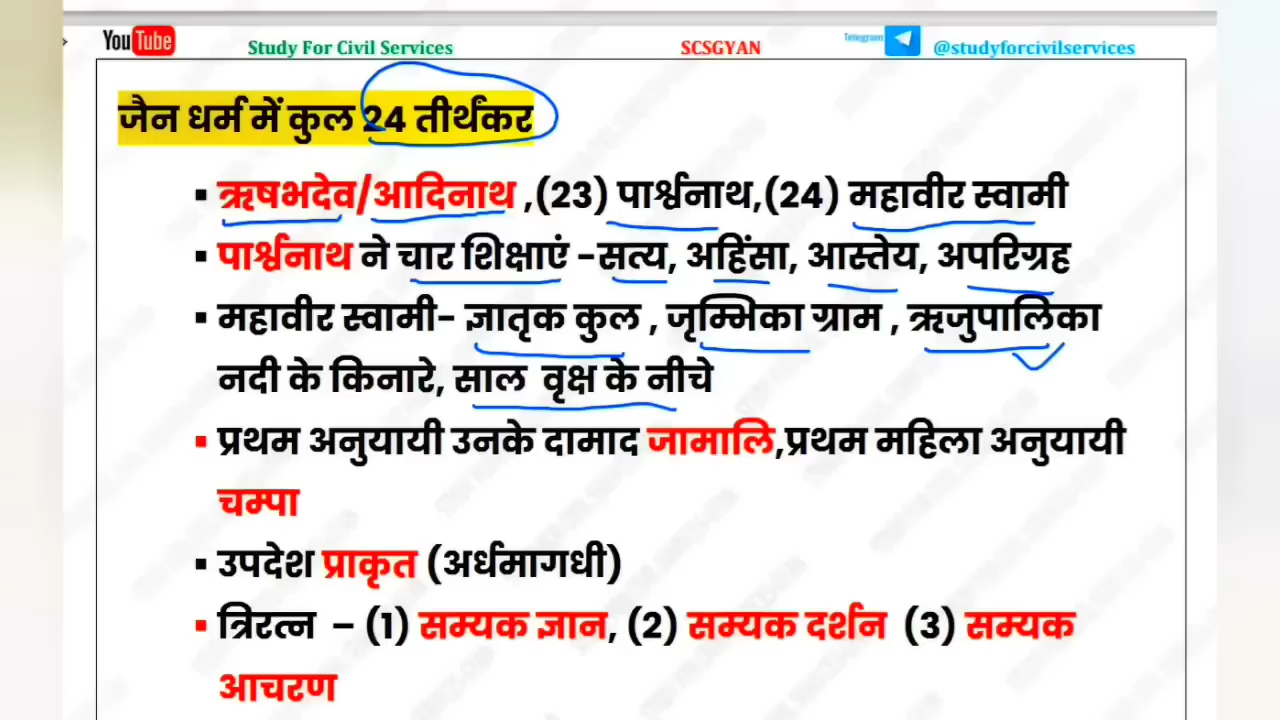 YouTube Study For Civil Services SCSGYAN Telegram @studyforcivilservices
जैन धर्म में कुल 24 तीर्थंकर
▪ ऋषभदेव/आदिनाथ ,(23) पार्श्वनाथ,(24) महावीर स्वामी
▪ पार्श्वनाथ ने चार शिक्षाएं -सत्य, अहिंसा, आस्तेय, अपरिग्रह
▪ महावीर स्वामी- ज्ञातृक कुल , जृम्भिका ग्राम , ऋजुपालिका
नदी के किनारे, साल वृक्ष के नीचे
▪ प्रथम अनुयायी उनके दामाद जामालि,प्रथम महिला अनुयायी
चम्पा
▪ उपदेश प्राकृत (अर्धमागधी)
▪ त्रिरत्न – (1) सम्यक ज्ञान, (2) सम्यक दर्शन (3) सम्यक
आचरण